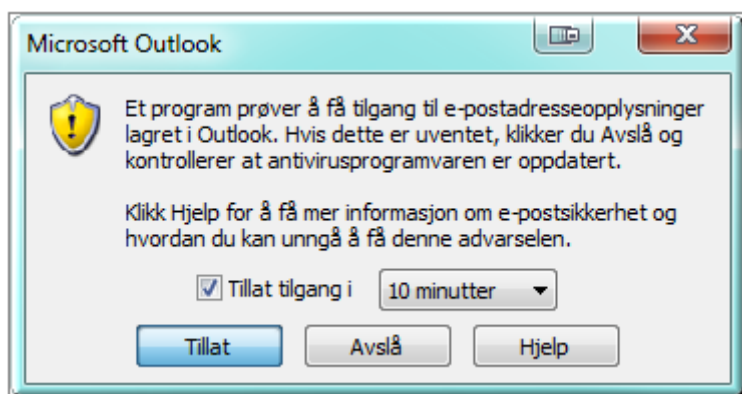 Microsoft Outlook
Et program prøver å få tilgang til e-postadresseopplysninger
lagret i Outlook. Hvis dette er uventet, klikker du Avslå og
kontrollerer at antivirusprogramvaren er oppdatert.
Klikk Hjelp for å få mer informasjon om e-postsikkerhet og
hvordan du kan unngå å få denne advarselen.
Tillat tilgang i 10 minutter
Tillat Avslå Hjelp